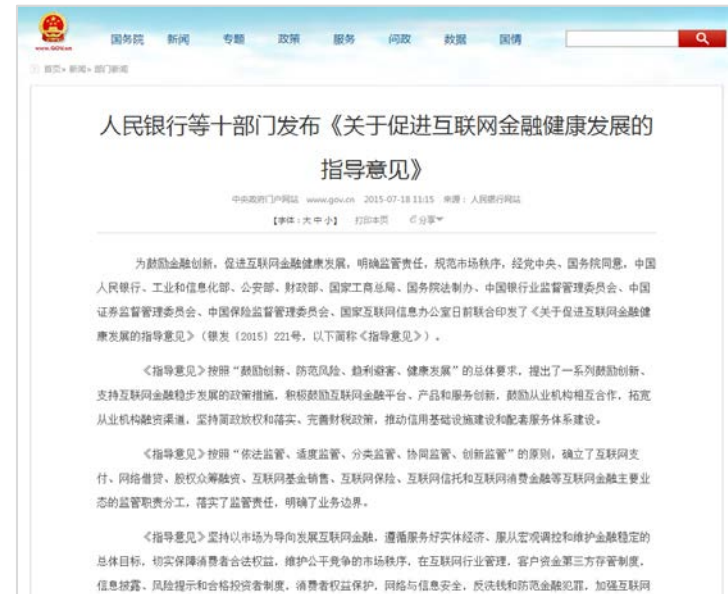 www.GOV.cn
国务院 新闻 专题 政策 服务 问政 数据 国情
首页> 新闻> 部门新闻
人民银行等十部门发布《关于促进互联网金融健康发展的
指导意见》
中央政府门户网站 www.gov.cn 2015-07-18 11:15 来源：人民银行网站
【字体：大 中 小】 打印本页 分享
为鼓励金融创新，促进互联网金融健康发展，明确监管责任，规范市场秩序，经党中央、国务院同意，中国
人民银行、工业和信息化部、公安部、财政部、国家工商总局、国务院法制办、中国银行业监督管理委员会、中国
证券监督管理委员会、中国保险监督管理委员会、国家互联网信息办公室日前联合印发了《关于促进互联网金融健
康发展的指导意见》（银发〔2015〕221号，以下简称《指导意见》）。
《指导意见》按照“鼓励创新、防范风险、趋利避害、健康发展”的总体要求，提出了一系列鼓励创新、
支持互联网金融稳步发展的政策措施，积极鼓励互联网金融平台、产品和服务创新，鼓励从业机构相互合作，拓宽
从业机构融资渠道，坚持简政放权和落实、完善财税政策，推动信用基础设施建设和配套服务体系建设。
《指导意见》按照“依法监管、适度监管、分类监管、协同监管、创新监管”的原则，确立了互联网支
付、网络借贷、股权众筹融资、互联网基金销售、互联网保险、互联网信托和互联网消费金融等互联网金融主要业
态的监管职责分工，落实了监管责任，明确了业务边界。
《指导意见》坚持以市场为导向发展互联网金融，遵循服务好实体经济、服从宏观调控和维护金融稳定的
总体目标，切实保障消费者合法权益，维护公平竞争的市场秩序，在互联网行业管理，客户资金第三方存管制度，
信息披露、风险提示和合格投资者制度，消费者权益保护，网络与信息安全，反洗钱和防范金融犯罪，加强互联网